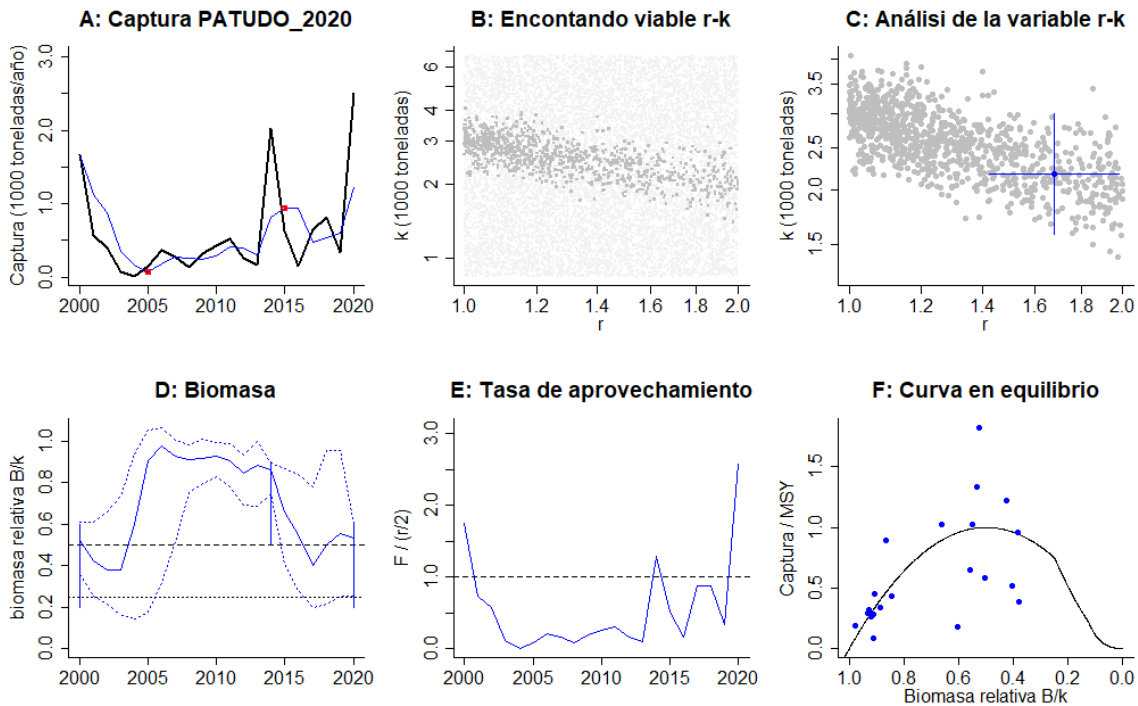 A: Captura PATUDO_2020
Captura (1000 toneladas/año)
3.0
2.0
1.0
0.0
2000 2005 2010 2015 2020
B: Encontando viable r-k
k (1000 toneladas)
6
4
3
2
1
1.0 1.2 1.4 1.6 1.8 2.0
r
C: Análisi de la variable r-k
k (1000 toneladas)
3.5
2.5
2.0
1.5
1.0 1.2 1.4 1.6 1.8 2.0
r
D: Biomasa
biomasa relativa B/k
1.0
0.8
0.6
0.4
0.2
0.0
2000 2005 2010 2015 2020
E: Tasa de aprovechamiento
F / (r/2)
3.0
2.0
1.0
0.0
2000 2005 2010 2015 2020
F: Curva en equilibrio
Captura / MSY
1.5
1.0
0.5
0.0
1.0 0.8 0.6 0.4 0.2 0.0
Biomasa relativa B/k